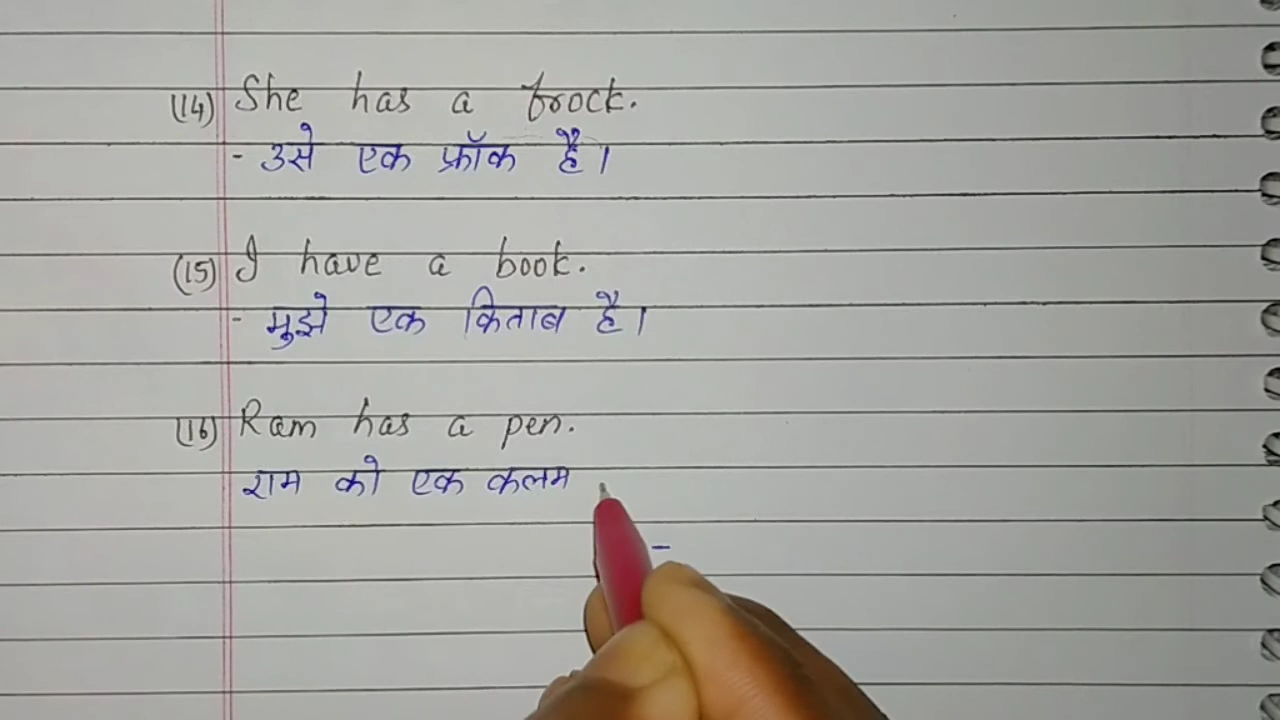 (14) She has a frock.
- उसे एक फ्रॉक है।
(15) I have a book.
- मुझे एक किताब है।
(16) Ram has a pen.
राम को एक कलम